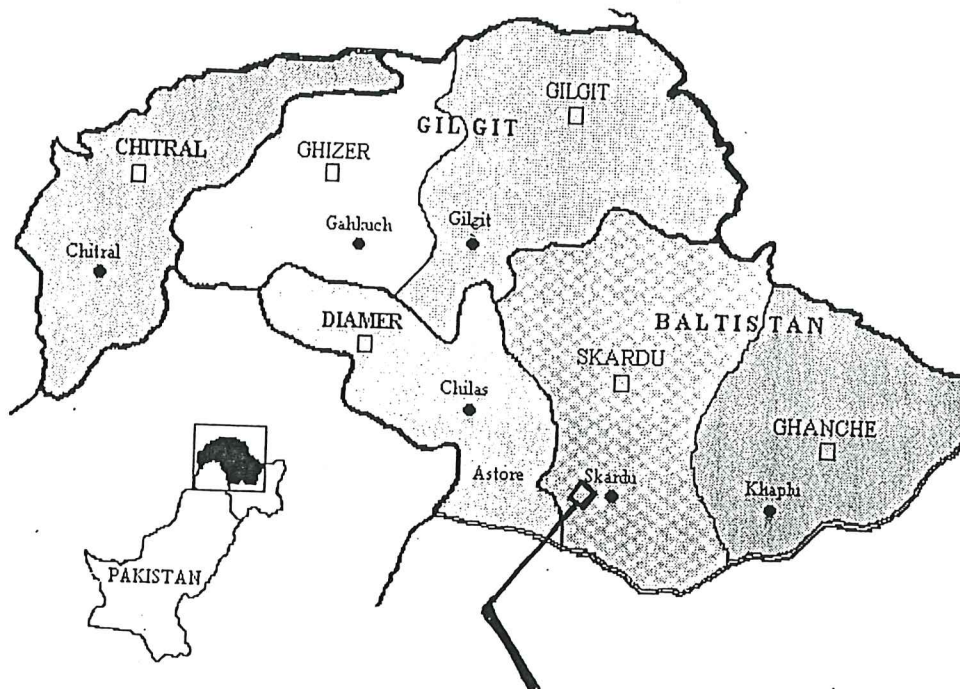 GILGIT
GILGIT
CHITRAL
GHIZER
Gahkuch
Gilgit
Chitral
DIAMER
BALTISTAN
SKARDU
Chilas
GHANCHE
Astore
Skardu
Khaplu
PAKISTAN